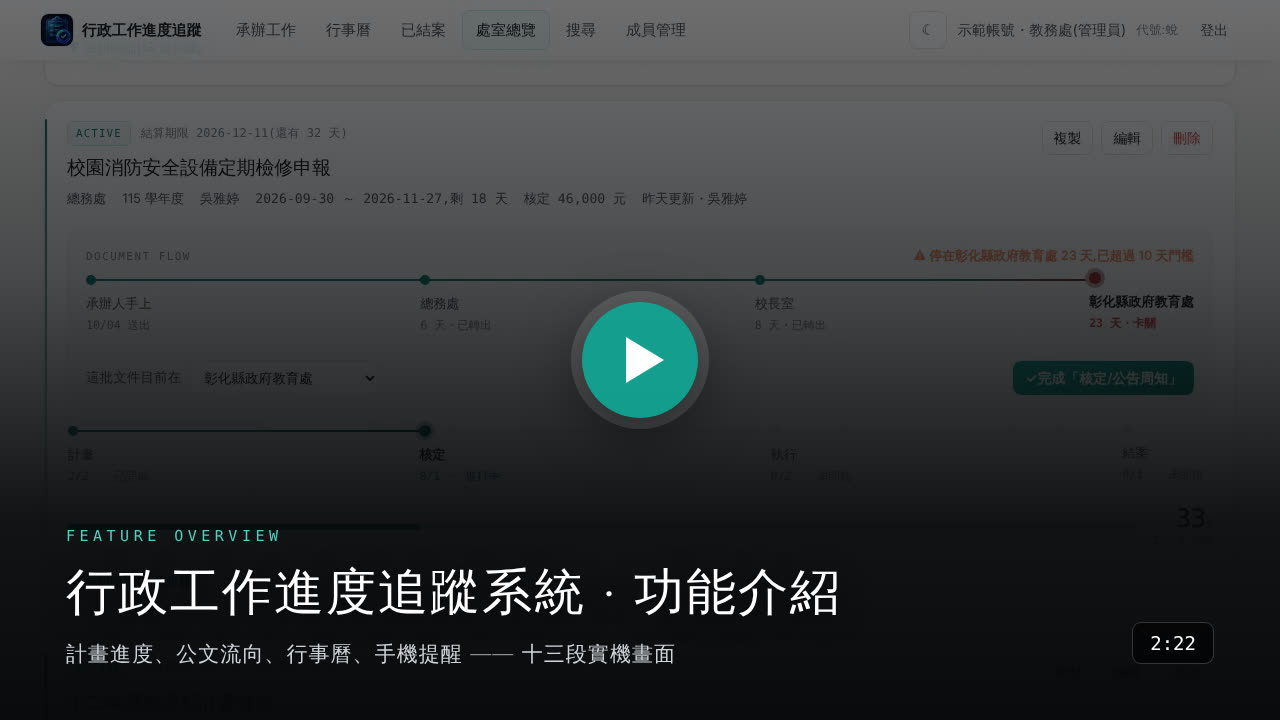 行政工作進度追蹤 承辦工作 行事曆 已結案 處室總覽 搜尋 成員管理 ☾ 示範帳號・教務處(管理員) 代號:蛻 登出
ACTIVE 結算期限 2026-12-11(還有 32 天)
複製 編輯 刪除
校園消防安全設備定期檢修申報
總務處 115 學年度 吳雅婷 2026-09-30 ~ 2026-11-27,剩 18 天 核定 46,000 元 昨天更新・吳雅婷
DOCUMENT FLOW
⚠ 停在彰化縣政府教育處 23 天,已超過 10 天門檻
承辦人手上 總務處 校長室 彰化縣政府教育處
10/04 送出 6 天・已轉出 8 天・已轉出 23 天・卡關
這批文件目前在 彰化縣政府教育處
✓完成「核定/公告周知」
計畫 核定 執行 結案
33
FEATURE OVERVIEW
行政工作進度追蹤系統・功能介紹
計畫進度、公文流向、行事曆、手機提醒 —— 十三段實機畫面
2:22